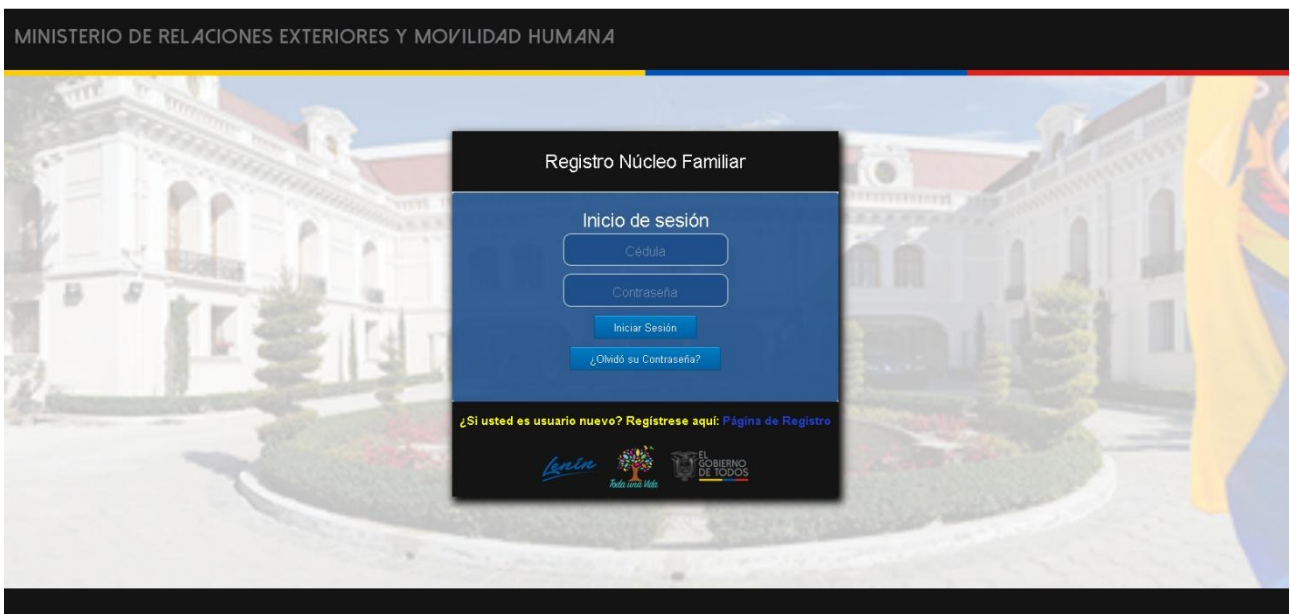 MINISTERIO DE RELACIONES EXTERIORES Y MOVILIDAD HUMANA
Registro Núcleo Familiar
Inicio de sesión
Cédula
Contraseña
Iniciar Sesión
¿Olvidó su Contraseña?
¿Si usted es usuario nuevo? Regístrese aquí: Página de Registro
Lenín
Toda una Vida
EL
GOBIERNO
DE TODOS